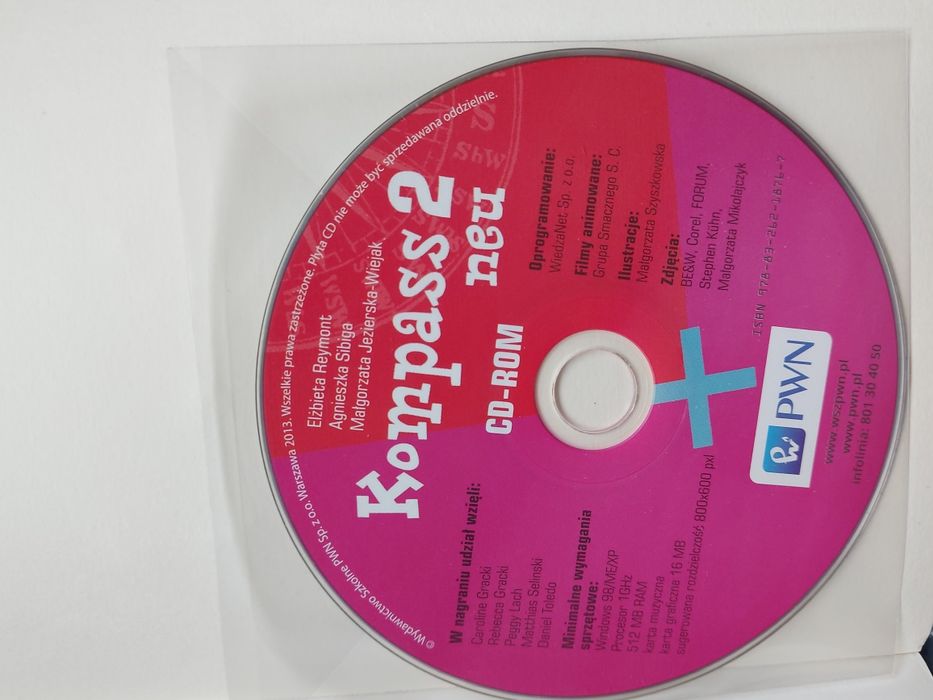 © Wydawnictwo Szkolne PWN Sp. z o.o. Warszawa 2013. Wszelkie prawa zastrzeżone. Płyta CD nie może być sprzedawana oddzielnie.
Elżbieta Reymont
Agnieszka Sibiga
Małgorzata Jezierska-Wiejak
Kompass 2
neu
CD-ROM
W nagraniu udział wzięli:
Caroline Gracki
Rebecca Gracki
Peggy Lach
Matthias Selinski
Daniel Toledo
Minimalne wymagania
sprzętowe:
Windows 98/ME/XP
Procesor 1GHz
512 MB RAM
karta muzyczna
karta graficzne 16 MB
sugerowana rozdzielczość 800x600 pxl
Oprogramowanie:
WiedzaNet Sp. z o.o.
Filmy animowane:
Grupa Smacznego S. C.
Ilustracje:
Małgorzata Szyszkowska
Zdjęcia:
BE&W, Corel, FORUM,
Stephen Kühn,
Małgorzata Mikołajczyk
ISBN 978-83-262-1876-7
PWN
www.wszpwn.pl
www.pwn.pl
infolinia: 801 30 40 50